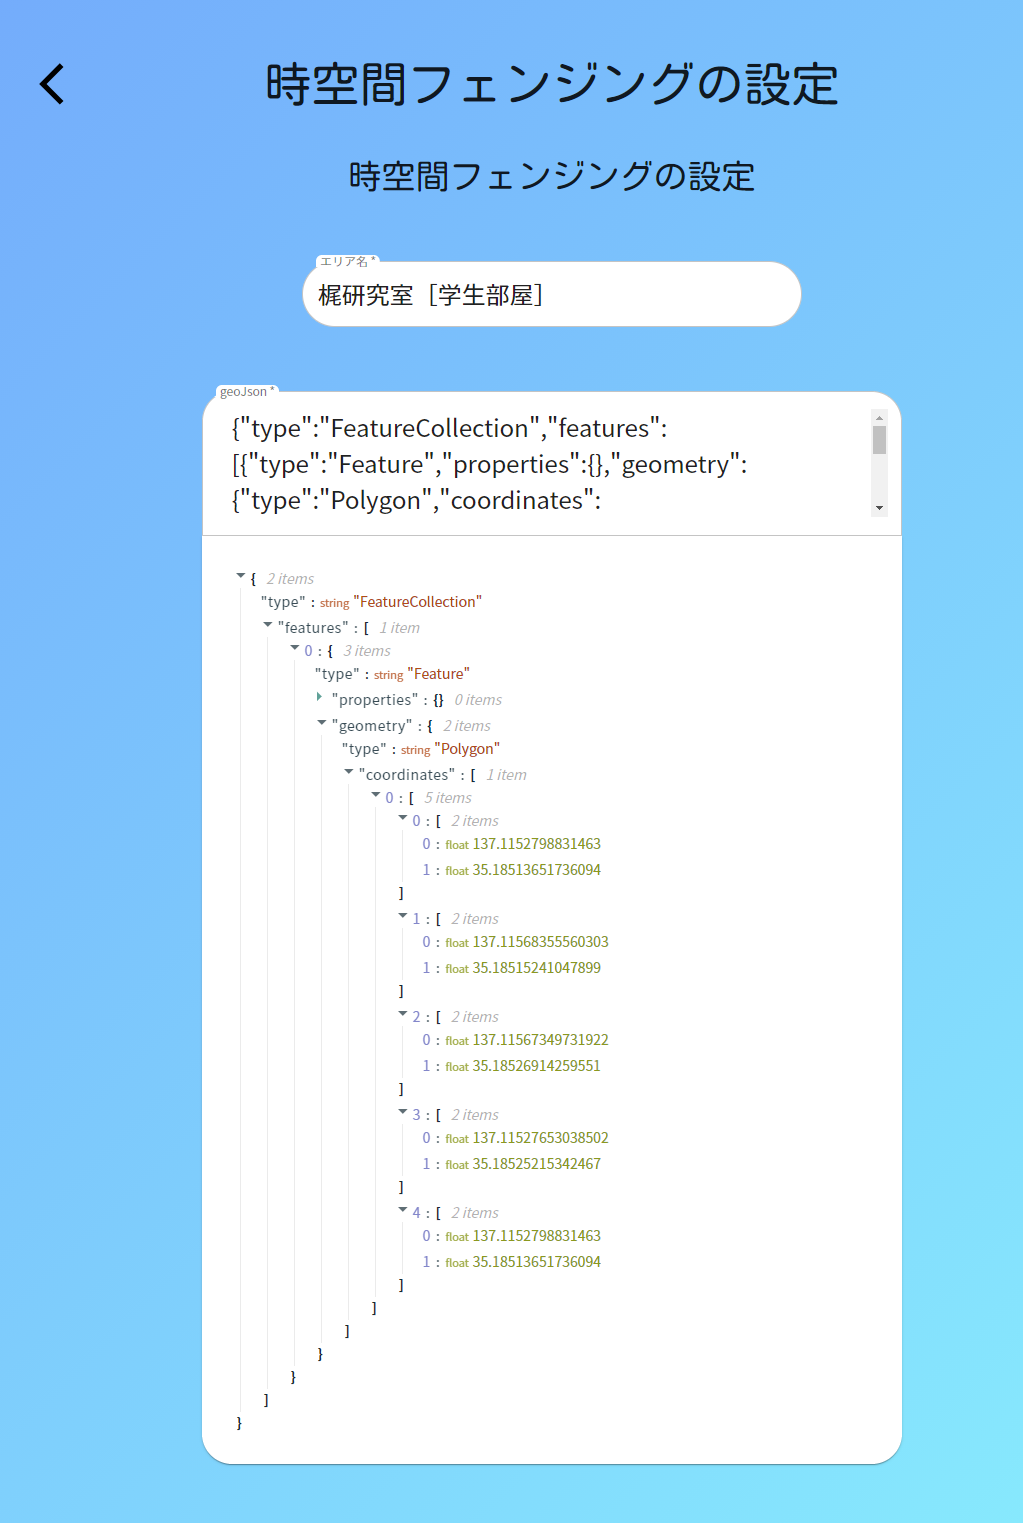 時空間フェンジングの設定
時空間フェンジングの設定
エリア名 *
梶研究室［学生部屋］
geoJson *
{"type":"FeatureCollection","features":
[{"type":"Feature","properties":{},"geometry":
{"type":"Polygon","coordinates":
{ 2 items
"type" : string "FeatureCollection"
"features" : [ 1 item
0 : { 3 items
"type" : string "Feature"
"properties" : {} 0 items
"geometry" : { 2 items
"type" : string "Polygon"
"coordinates" : [ 1 item
0 : [ 5 items
0 : [ 2 items
0 : float 137.1152798831463
1 : float 35.18513651736094
]
1 : [ 2 items
0 : float 137.11568355560303
1 : float 35.18515241047899
]
2 : [ 2 items
0 : float 137.11567349731922
1 : float 35.18526914259551
]
3 : [ 2 items
0 : float 137.11527653038502
1 : float 35.18525215342467
]
4 : [ 2 items
0 : float 137.1152798831463
1 : float 35.18513651736094
]
]
]
}
}
]
}